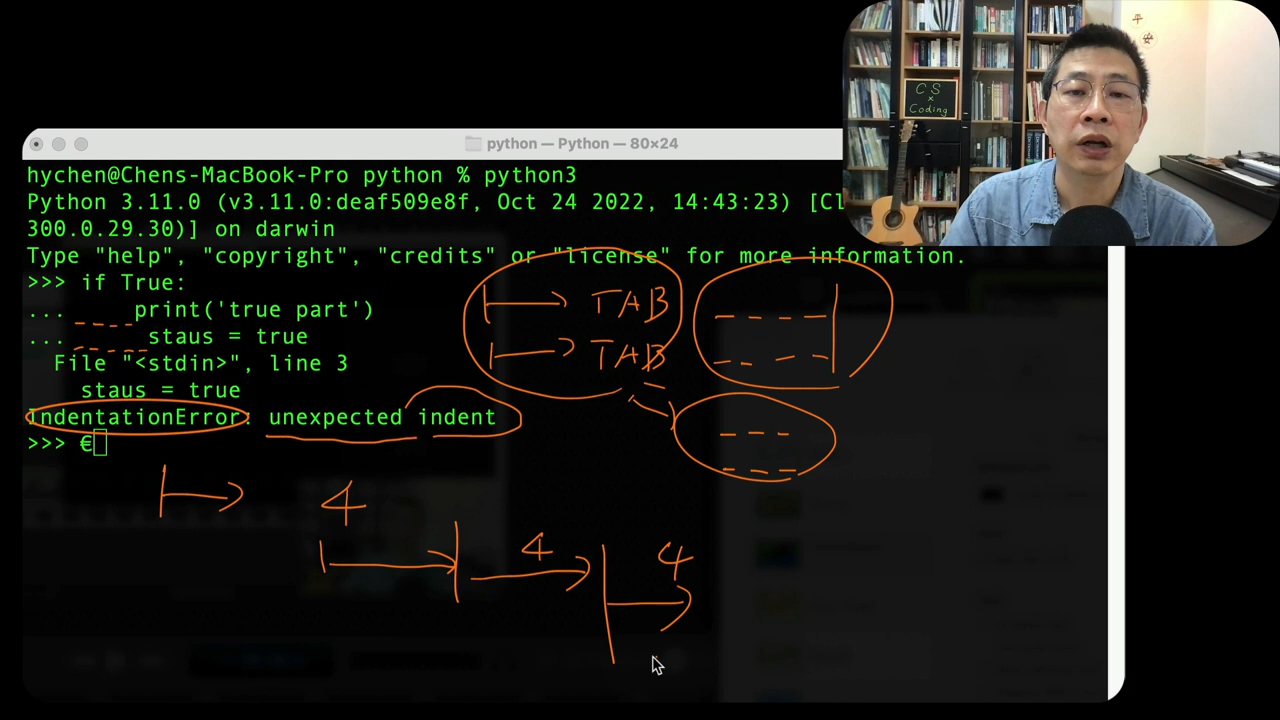 平
安
CS
×
Coding
python — Python — 80×24
hychen@Chens-MacBook-Pro python % python3
Python 3.11.0 (v3.11.0:deaf509e8f, Oct 24 2022, 14:43:23) [Cl
300.0.29.30)] on darwin
Type "help", "copyright", "credits" or "license" for more information.
>>> if True:
...     print('true part')
...      staus = true
  File "<stdin>", line 3
    staus = true
IndentationError: unexpected indent
>>> €
TAB
TAB
4
4
4